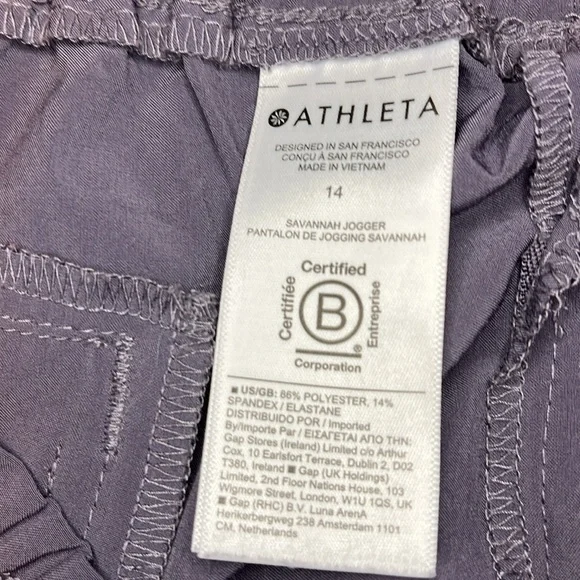 ATHLETA
DESIGNED IN SAN FRANCISCO
CONÇU À SAN FRANCISCO
MADE IN VIETNAM
14
SAVANNAH JOGGER
PANTALON DE JOGGING SAVANNAH
Certified
Certifiée
B
Entreprise
®
Corporation
■ US/GB: 86% POLYESTER, 14%
SPANDEX / ELASTANE
DISTRIBUIDO POR / Imported
By/Importe Par / ΕΙΣΑΓΕΤΑΙ ΑΠΟ ΤΗΝ:
Gap Stores (Ireland) Limited c/o Arthur
Cox, 10 Earlsfort Terrace, Dublin 2, D02
T380, Ireland ■ Gap (UK Holdings)
Limited, 2nd Floor Nations House, 103
Wigmore Street, London, W1U 1QS, UK
■ Gap (RHC) B.V. Luna ArenA
Herikerbergweg 238 Amsterdam 1101
CM, Netherlands